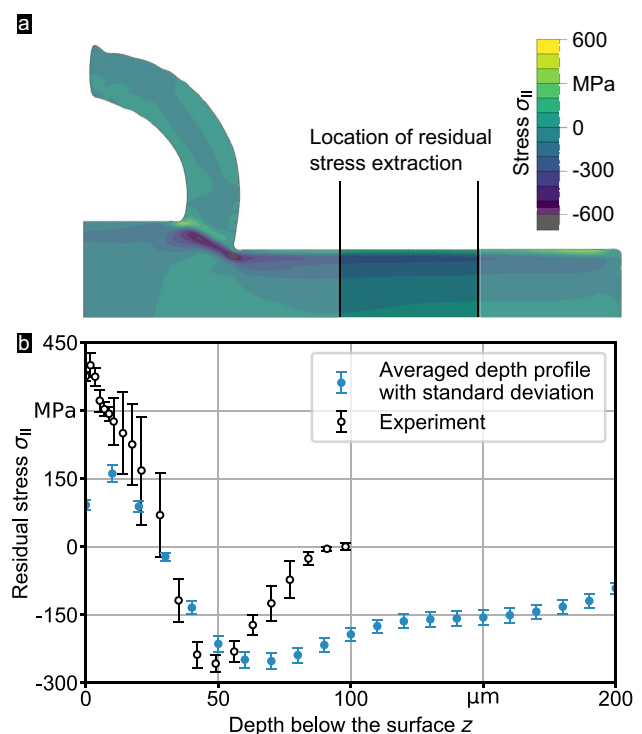 a
600
MPa
0
-300
-600
Stress σII
Location of residual
stress extraction
b
450
MPa
150
0
-150
-300
Residual stress σII
Averaged depth profile
with standard deviation
Experiment
0
50
100
μm
200
Depth below the surface z